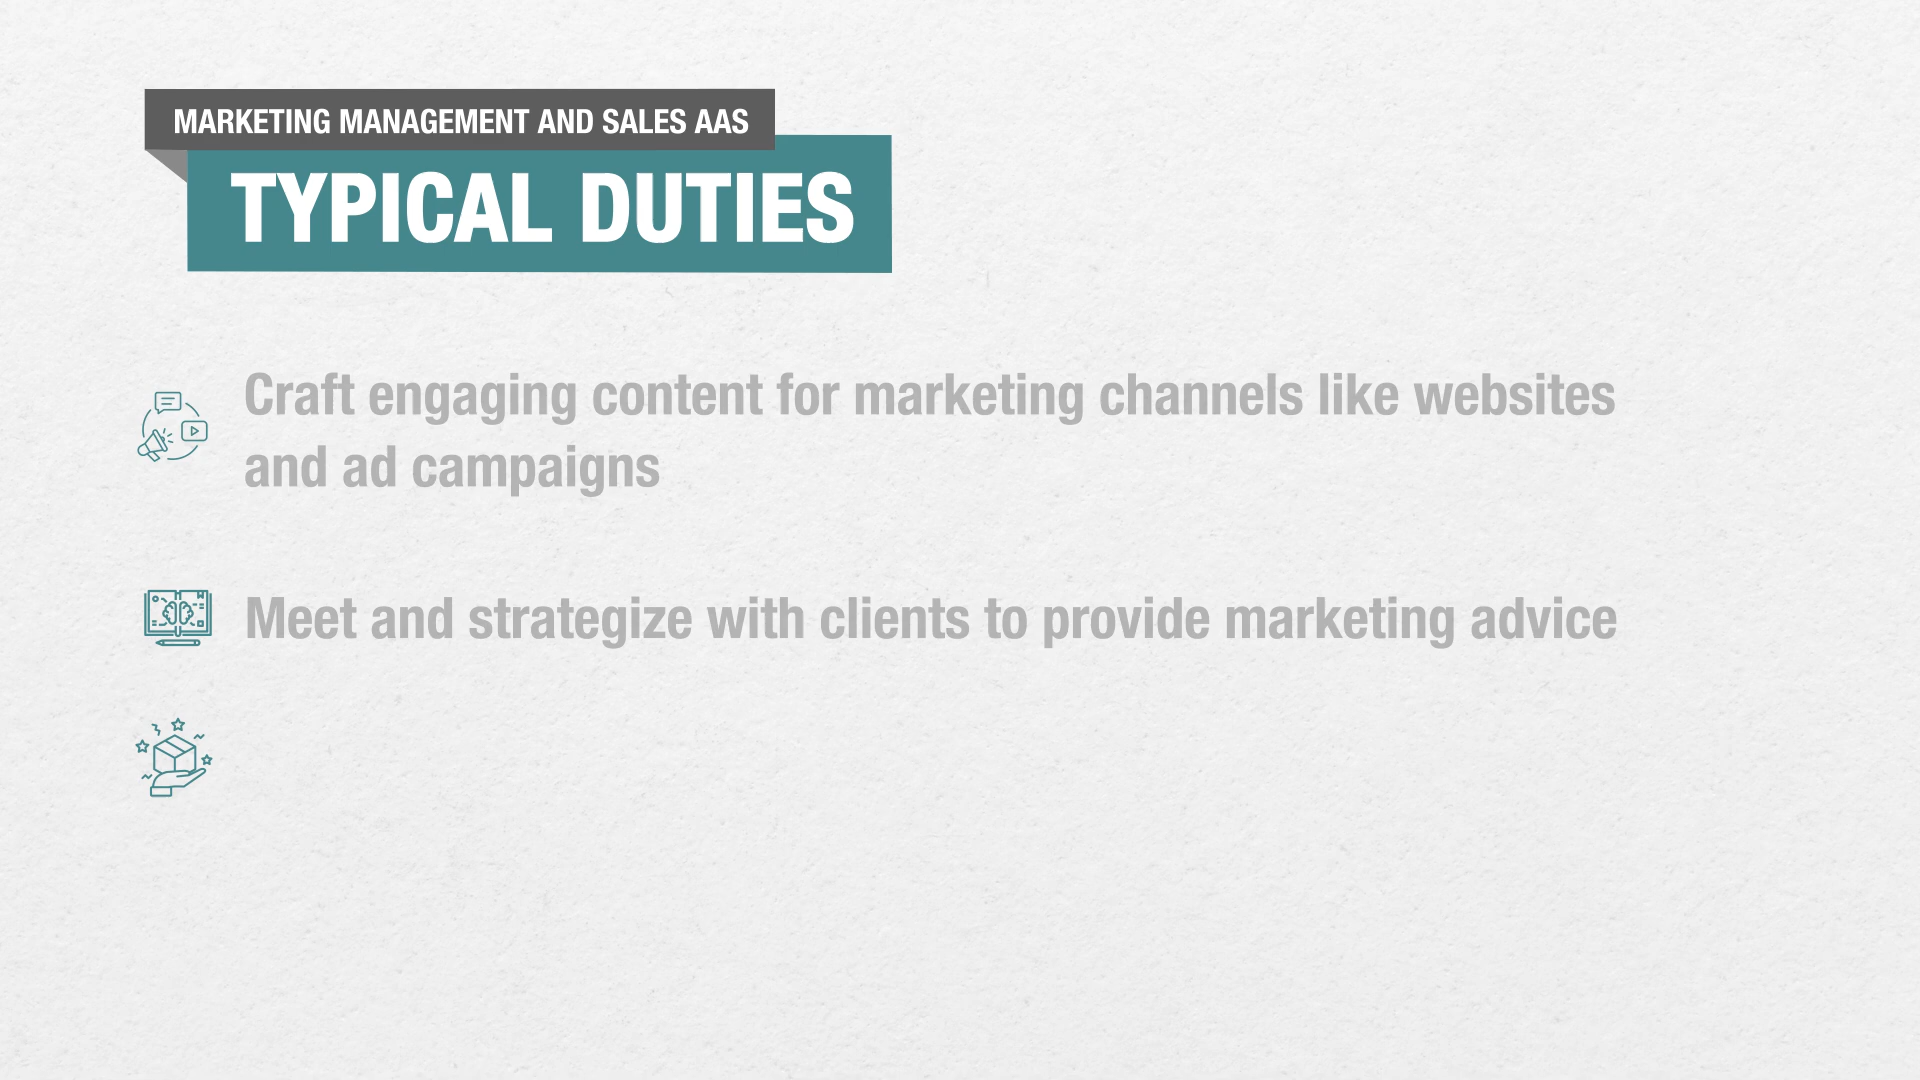 MARKETING MANAGEMENT AND SALES AAS
TYPICAL DUTIES
Craft engaging content for marketing channels like websites
and ad campaigns
Meet and strategize with clients to provide marketing advice